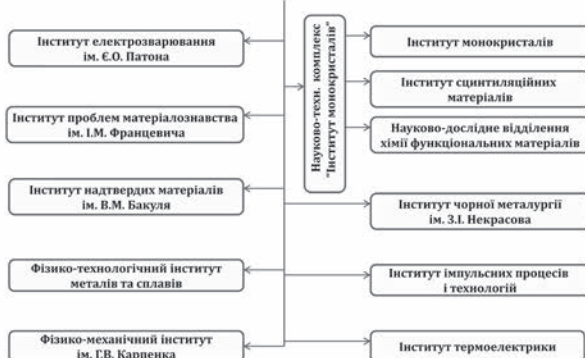 Інститут електрозварювання
ім. Є.О. Патона
Інститут проблем матеріалознавства
ім. І.М. Францевича
Інститут надтвердих матеріалів
ім. В.М. Бакуля
Фізико-технологічний інститут
металів та сплавів
Фізико-механічний інститут
ім. Г.В. Карпенка
Науково-техн. комплекс
"Інститут монокристалів"
Інститут монокристалів
Інститут сцинтиляційних
матеріалів
Науково-дослідне відділення
хімії функціональних матеріалів
Інститут чорної металургії
ім. З.І. Некрасова
Інститут імпульсних процесів
і технологій
Інститут термоелектрики